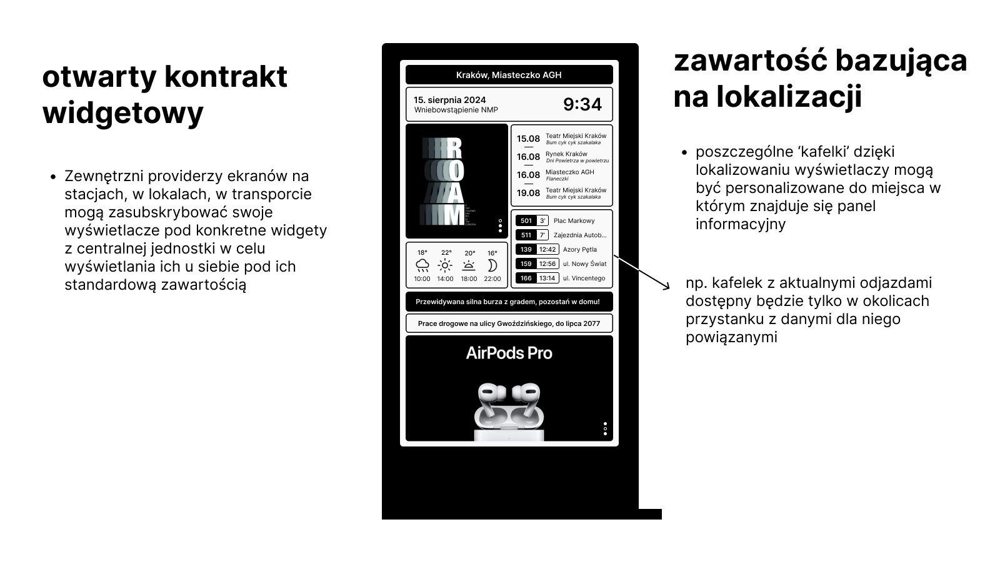 otwarty kontrakt
widgetowy
• Zewnętrzni providerzy ekranów na
stacjach, w lokalach, w transporcie
mogą zasubskrybować swoje
wyświetlacze pod konkretne widgety
z centralnej jednostki w celu
wyświetlania ich u siebie pod ich
standardową zawartością
Kraków, Miasteczko AGH
15. sierpnia 2024
Wniebowstąpienie NMP
9:34
ROAM
A
new
mountain
bike
film
by
The
Collective
15.08 Teatr Miejski Kraków
Bum cyk cyk szakalaka
16.08 Rynek Kraków
Dni Powietrza w powietrzu
16.08 Miasteczko AGH
Flaneczki
19.08 Teatr Miejski Kraków
Bum cyk cyk szakalaka
501 3’ Plac Markowy
511 7’ Zajezdnia Autob...
139 12:42 Azory Pętla
159 12:56 ul. Nowy Świat
166 13:14 ul. Vincentego
18° 22° 20° 16°
10:00 14:00 18:00 22:00
Przewidywana silna burza z gradem, pozostań w domu!
Prace drogowe na ulicy Gwoździńskiego, do lipca 2077
AirPods Pro
zawartość bazująca
na lokalizacji
• poszczególne ‘kafelki’ dzięki
lokalizowaniu wyświetlaczy mogą
być personalizowane do miejsca w
którym znajduje się panel
informacyjny
np. kafelek z aktualnymi odjazdami
dostępny będzie tylko w okolicach
przystanku z danymi dla niego
powiązanymi